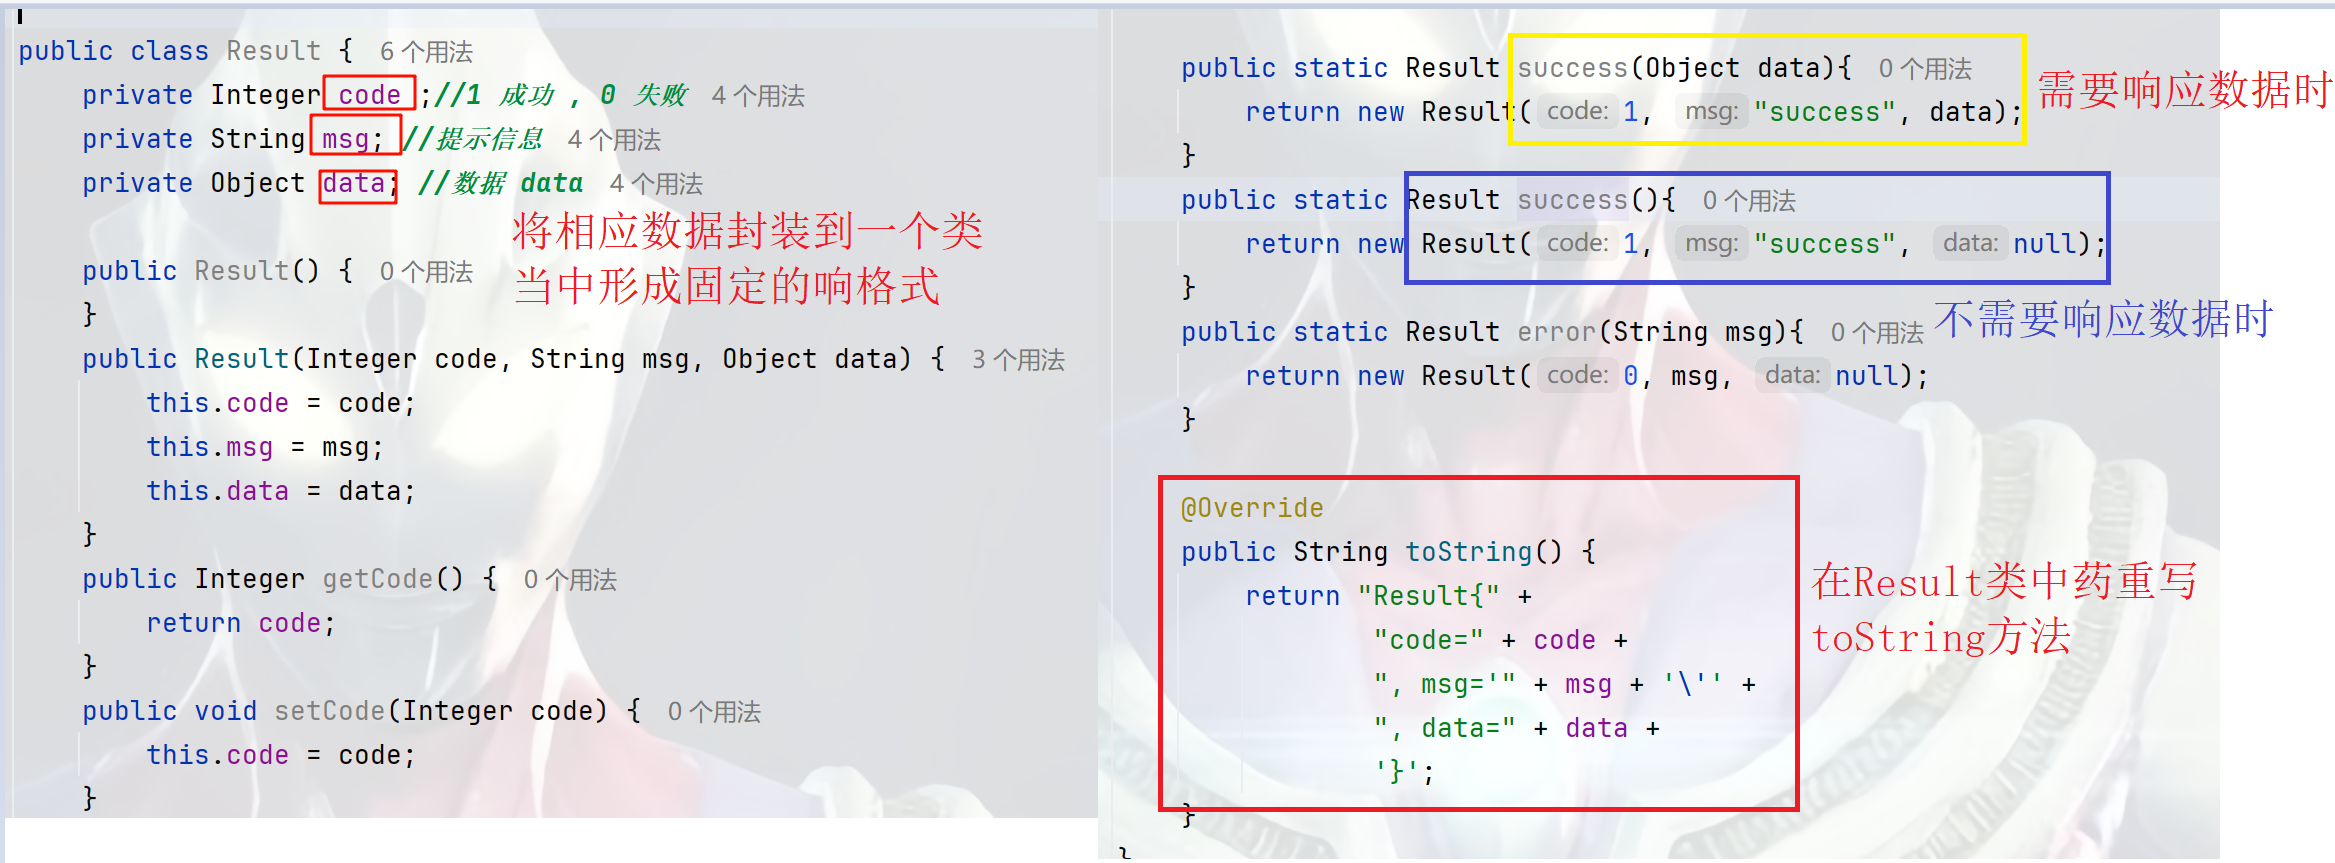 public class Result {  6 个用法
private Integer code ;//1 成功 , 0 失败  4 个用法
private String msg; //提示信息  4 个用法
private Object data; //数据 data  4 个用法
将相应数据封装到一个类
当中形成固定的响格式
public Result() {  0 个用法
}
public Result(Integer code, String msg, Object data) {  3 个用法
this.code = code;
this.msg = msg;
this.data = data;
}
public Integer getCode() {  0 个用法
return code;
}
public void setCode(Integer code) {  0 个用法
this.code = code;
}
public static Result success(Object data){  0 个用法
return new Result( code: 1,  msg: "success", data);
需要响应数据时
}
public static Result success(){  0 个用法
return new Result( code: 1,  msg: "success",  data: null);
}
不需要响应数据时
public static Result error(String msg){  0 个用法
return new Result( code: 0, msg,  data: null);
}
@Override
public String toString() {
return "Result{" +
"code=" + code +
", msg='" + msg + '\'' +
", data=" + data +
'}';
}
在Result类中药重写
toString方法
}